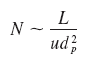 N ~ L / ud_p^2